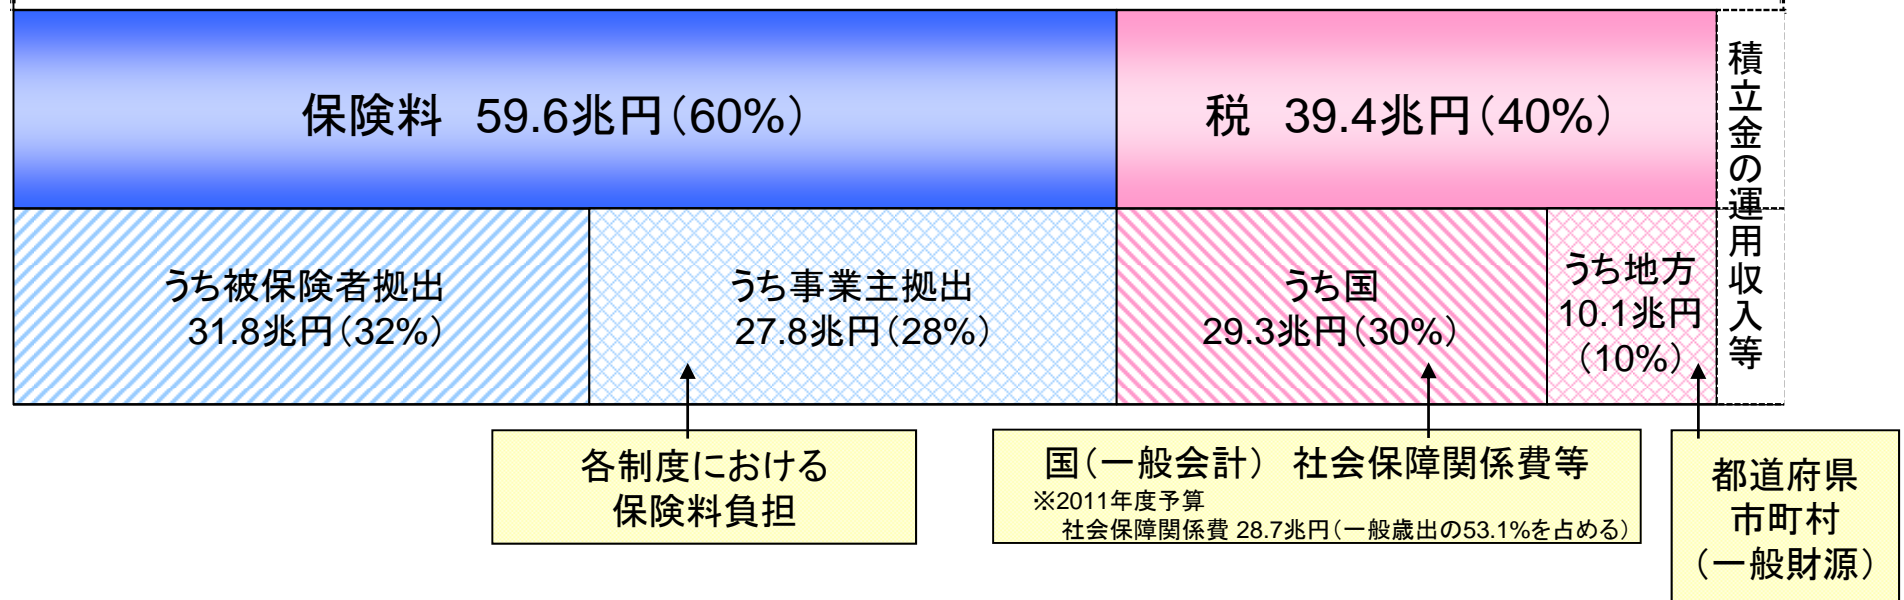 保険料 59.6兆円(60%)
税 39.4兆円(40%)
積立金の運用収入等
うち被保険者拠出
31.8兆円(32%)
うち事業主拠出
27.8兆円(28%)
うち国
29.3兆円(30%)
うち地方
10.1兆円
(10%)
各制度における
保険料負担
国(一般会計) 社会保障関係費等
※2011年度予算
社会保障関係費 28.7兆円(一般歳出の53.1%を占める)
都道府県
市町村
(一般財源)